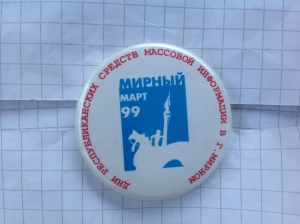 ДНИ РЕСПУБЛИКАНСКИХ СРЕДСТВ МАССОВОЙ ИНФОРМАЦИИ В Г. МИРНОМ
МИРНЫЙ
МАРТ
99